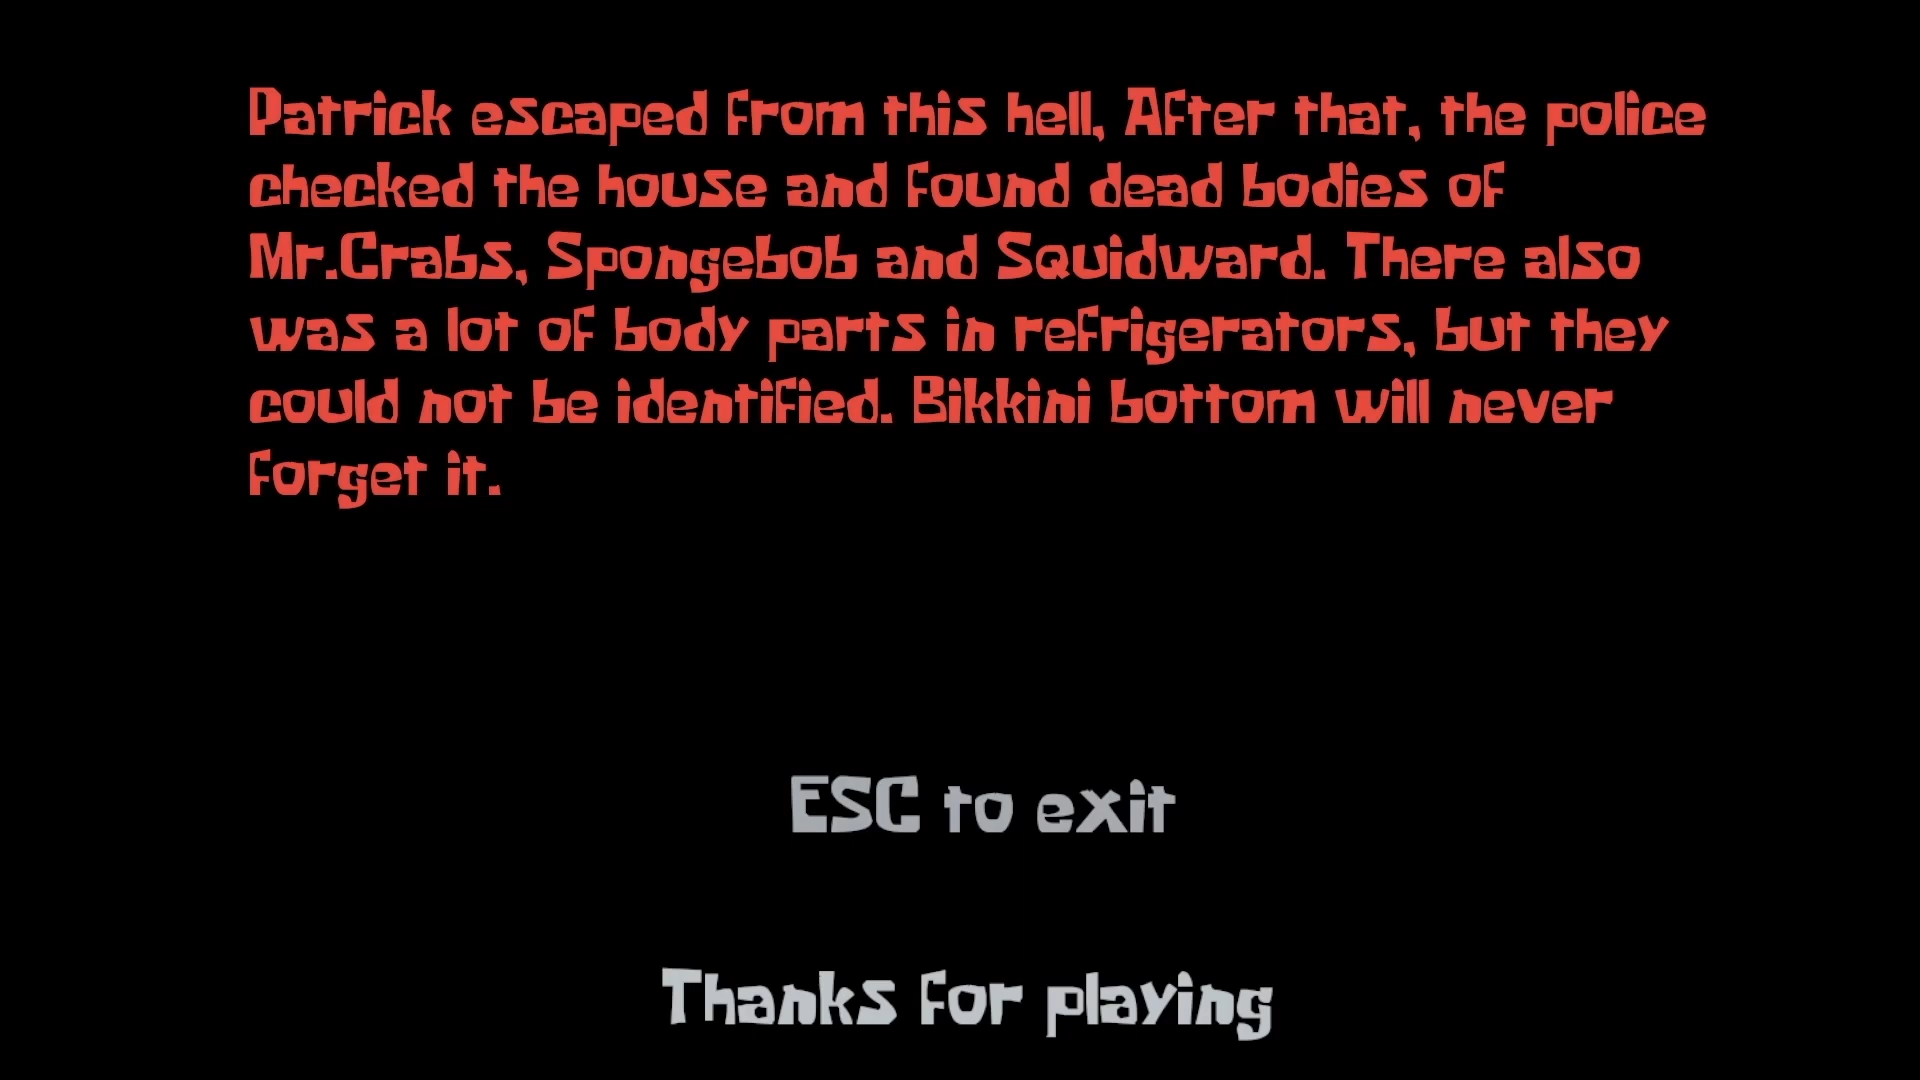 Patrick escaped from this hell, After that, the police
checked the house and found dead bodies of
Mr.Crabs, Spongebob and Squidward. There also
was a lot of body parts in refrigerators, but they
could not be identified. Bikkini bottom will never
forget it.
ESC to exit
Thanks for playing